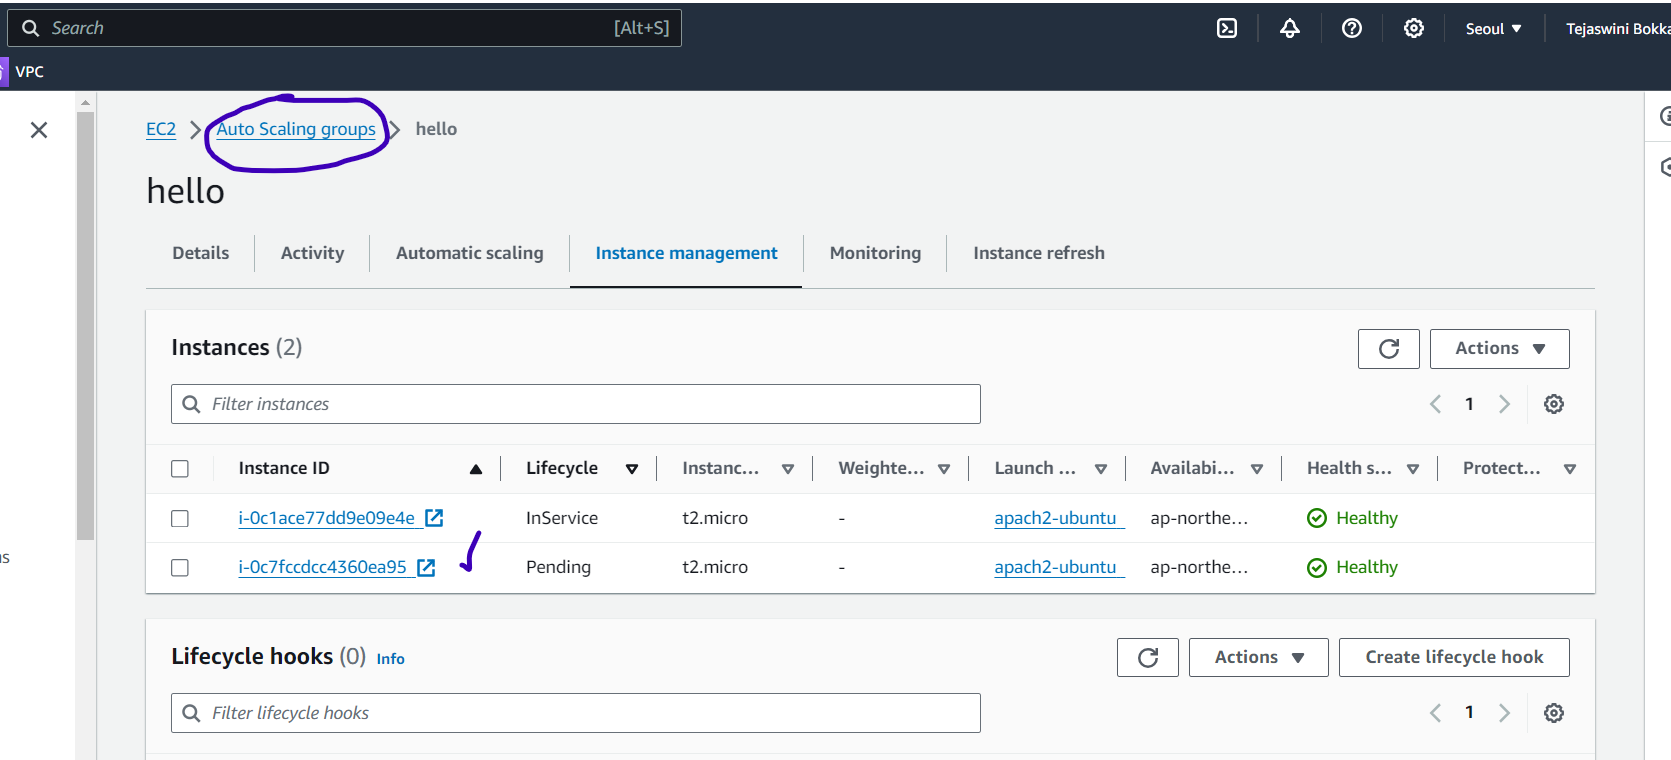 Search [Alt+S] Seoul Tejaswini Bokka
VPC
EC2 Auto Scaling groups hello
hello
Details Activity Automatic scaling Instance management Monitoring Instance refresh
Instances (2) Actions
Filter instances 1
Instance ID Lifecycle Instanc... Weighte... Launch ... Availabi... Health s... Protect...
i-0c1ace77dd9e09e4e InService t2.micro - apach2-ubuntu ap-northe... Healthy
i-0c7fccdcc4360ea95 Pending t2.micro - apach2-ubuntu ap-northe... Healthy
Lifecycle hooks (0) Info Actions Create lifecycle hook
Filter lifecycle hooks 1